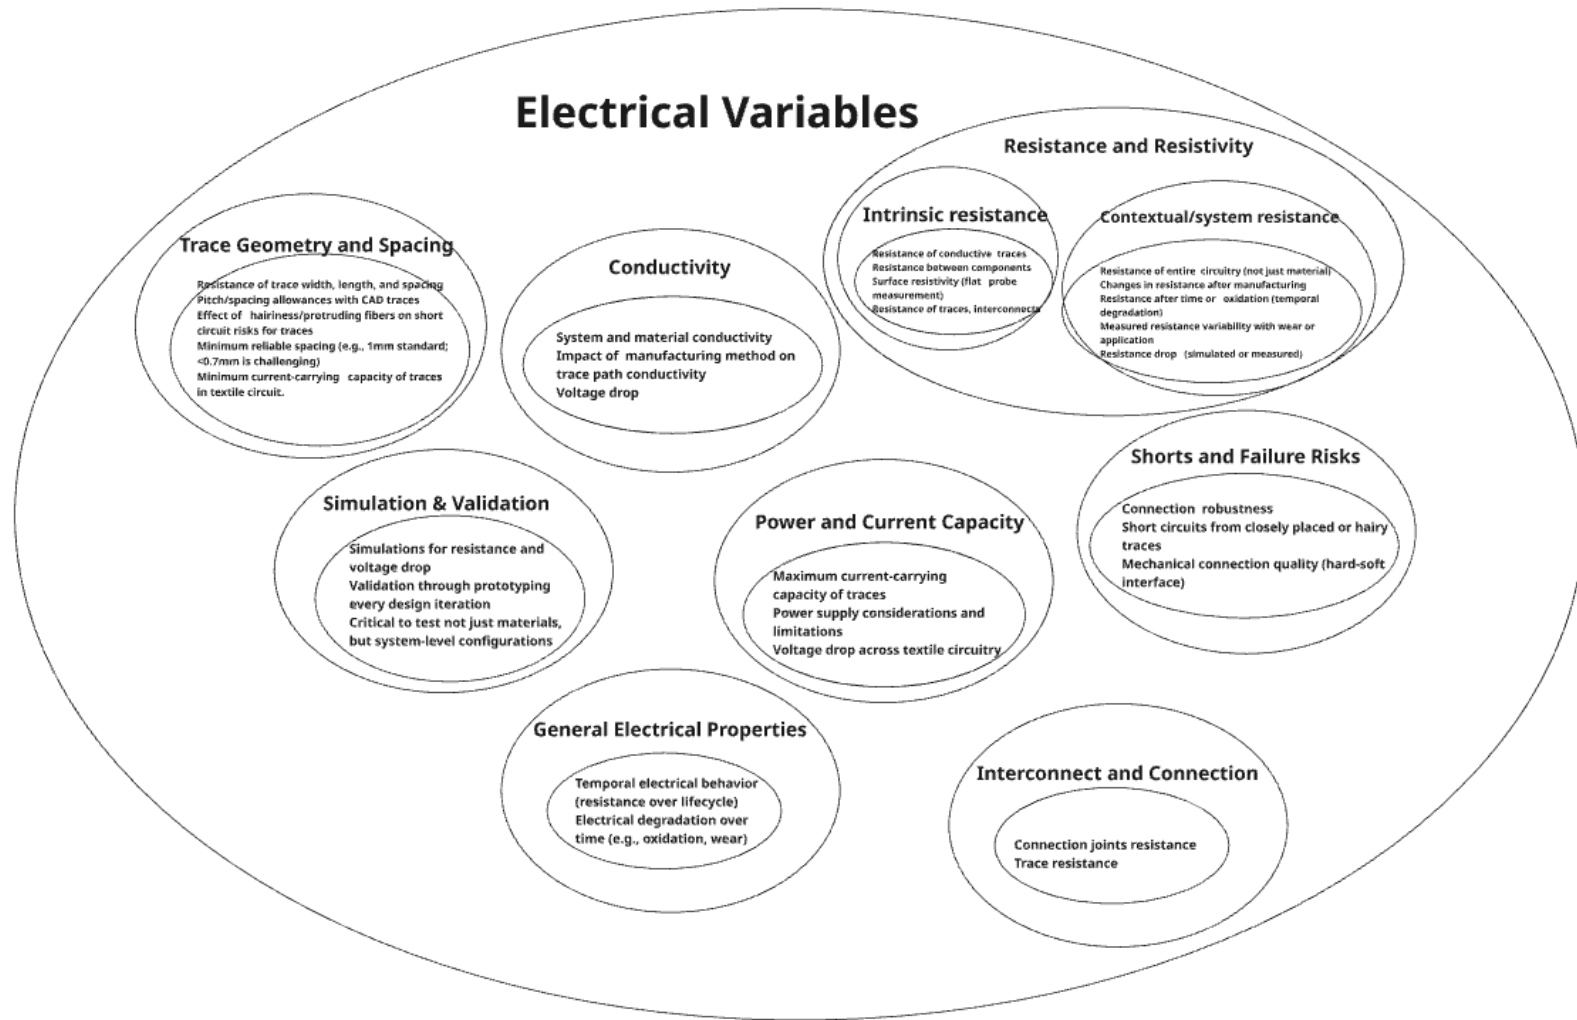 Electrical Variables
Resistance and Resistivity
Intrinsic resistance
Resistance of conductive traces
Resistance between components
Surface resistivity (flat probe
measurement)
Resistance of traces, interconnects
Contextual/system resistance
Resistance of entire circuitry (not just material)
Changes in resistance after manufacturing
Resistance after time or oxidation (temporal
degradation)
Measured resistance variability with wear or
application
Resistance drop (simulated or measured)
Trace Geometry and Spacing
Resistance of trace width, length, and spacing
Pitch/spacing allowances with CAD traces
Effect of hairiness/protruding fibers on short
circuit risks for traces
Minimum reliable spacing (e.g., 1mm standard;
<0.7mm is challenging)
Minimum current-carrying capacity of traces
in textile circuit.
Conductivity
System and material conductivity
Impact of manufacturing method on
trace path conductivity
Voltage drop
Shorts and Failure Risks
Connection robustness
Short circuits from closely placed or hairy
traces
Mechanical connection quality (hard-soft
interface)
Simulation & Validation
Simulations for resistance and
voltage drop
Validation through prototyping
every design iteration
Critical to test not just materials,
but system-level configurations
Power and Current Capacity
Maximum current-carrying
capacity of traces
Power supply considerations and
limitations
Voltage drop across textile circuitry
General Electrical Properties
Temporal electrical behavior
(resistance over lifecycle)
Electrical degradation over
time (e.g., oxidation, wear)
Interconnect and Connection
Connection joints resistance
Trace resistance